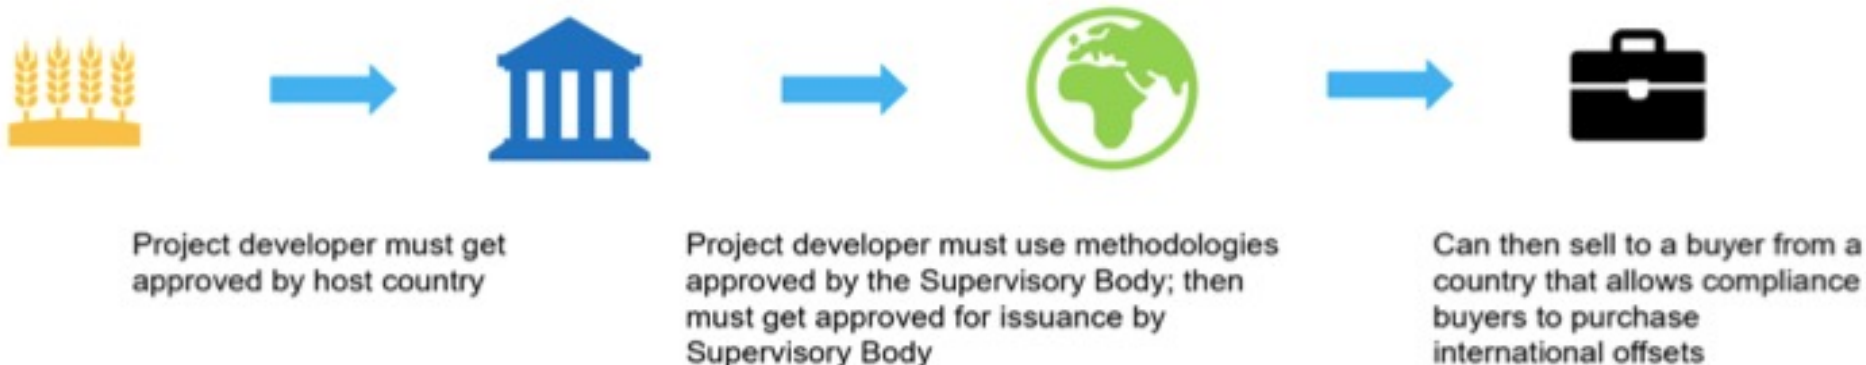 Project developer must get
approved by host country
Project developer must use methodologies
approved by the Supervisory Body; then
must get approved for issuance by
Supervisory Body
Can then sell to a buyer from a
country that allows compliance
buyers to purchase
international offsets